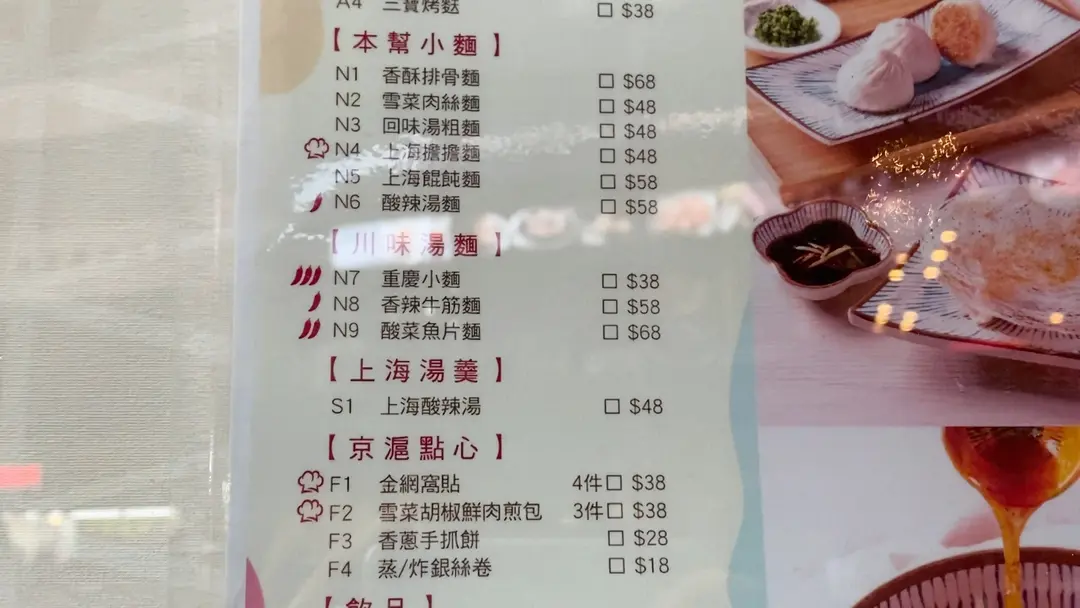 A4 三寶烤麩 $38
【本幫小麵】
N1 香酥排骨麵 $68
N2 雪菜肉絲麵 $48
N3 回味湯粗麵 $48
N4 上海擔擔麵 $48
N5 上海餛飩麵 $58
N6 酸辣湯麵 $58
【川味湯麵】
N7 重慶小麵 $38
N8 香辣牛筋麵 $58
N9 酸菜魚片麵 $68
【上海湯羹】
S1 上海酸辣湯 $48
【京滬點心】
F1 金網窩貼 4件 $38
F2 雪菜胡椒鮮肉煎包 3件 $38
F3 香蔥手抓餅 $28
F4 蒸/炸銀絲卷 $18
【飲品】